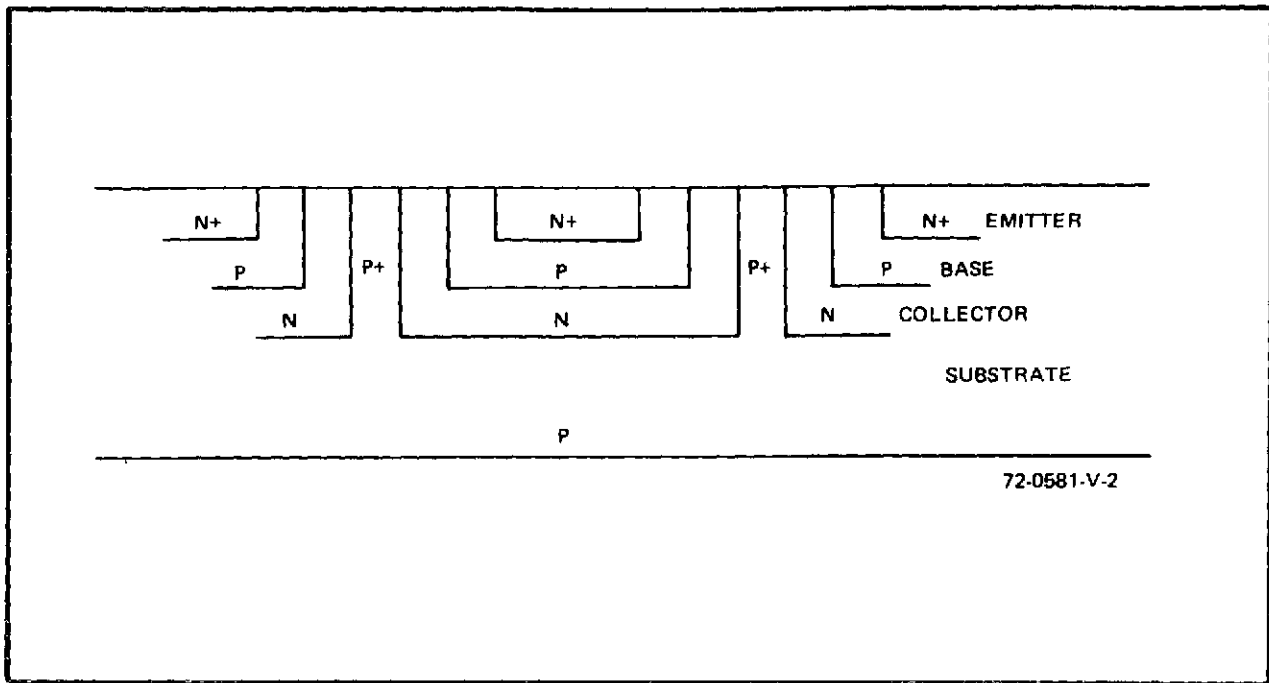 N+ N+ N+ EMITTER
P P+ P P+ P BASE
N N N COLLECTOR
SUBSTRATE
P
72-0581-V-2